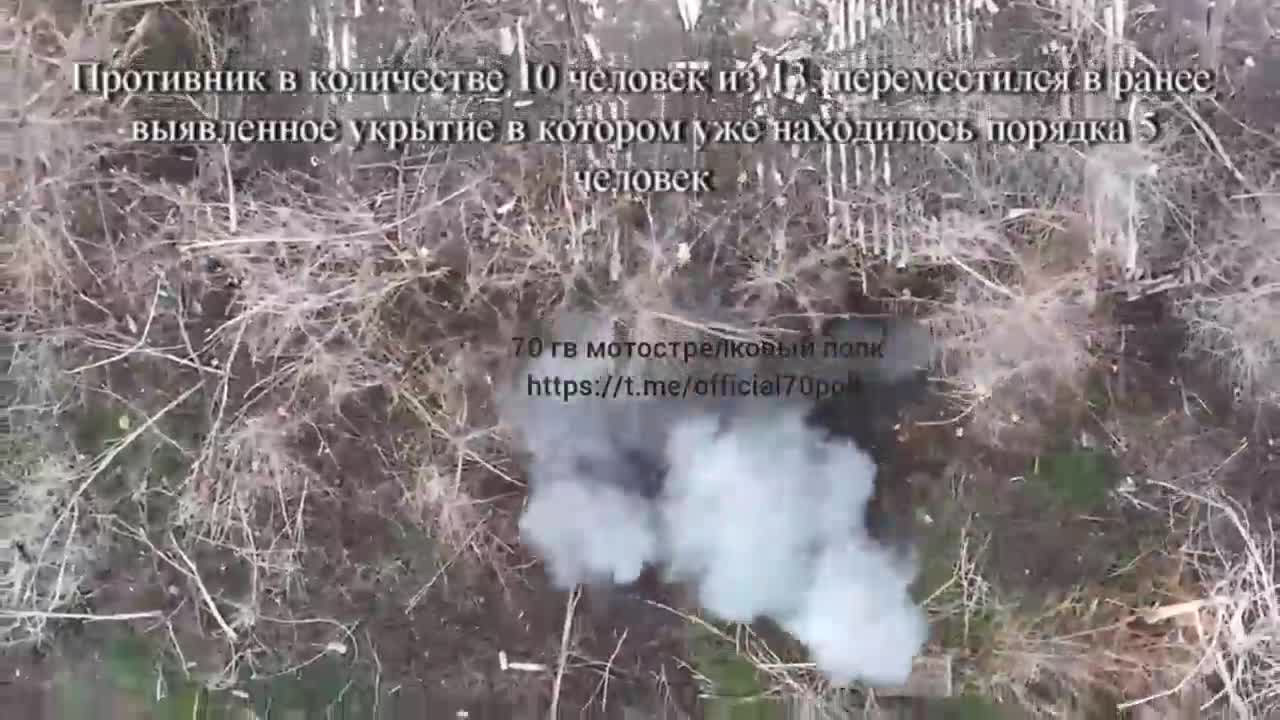 Противник в количестве 10 человек из 13 переместился в ранее
выявленное укрытие в котором уже находилось порядка 5
человек
70 гв мотострелковый полк
https://t.me/official70polk